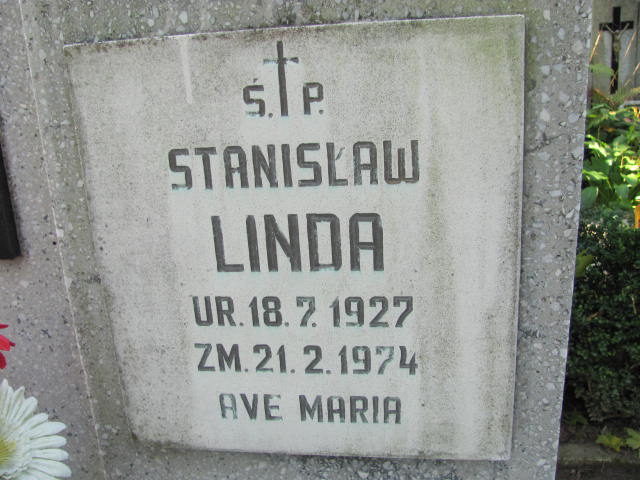 Ś. P.
STANISŁAW
LINDA
UR. 18. 7. 1927
ZM. 21. 2. 1974
AVE MARIA